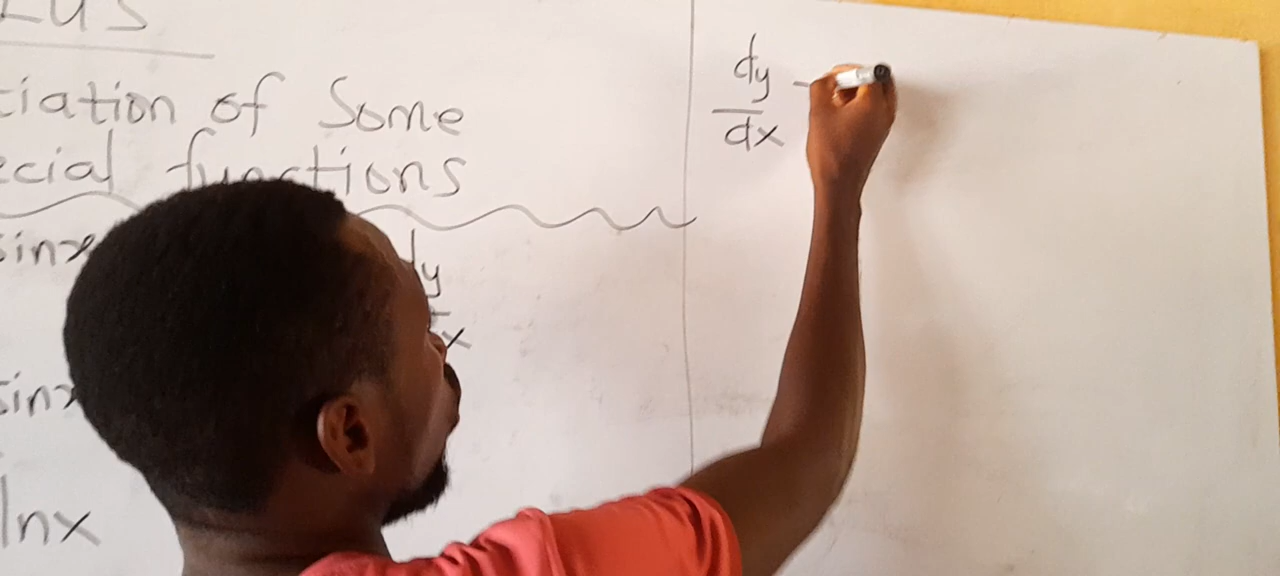 LUS
tiation of Some
ecial functions
sinx
dy
x
sinx
lnx
dy
dx